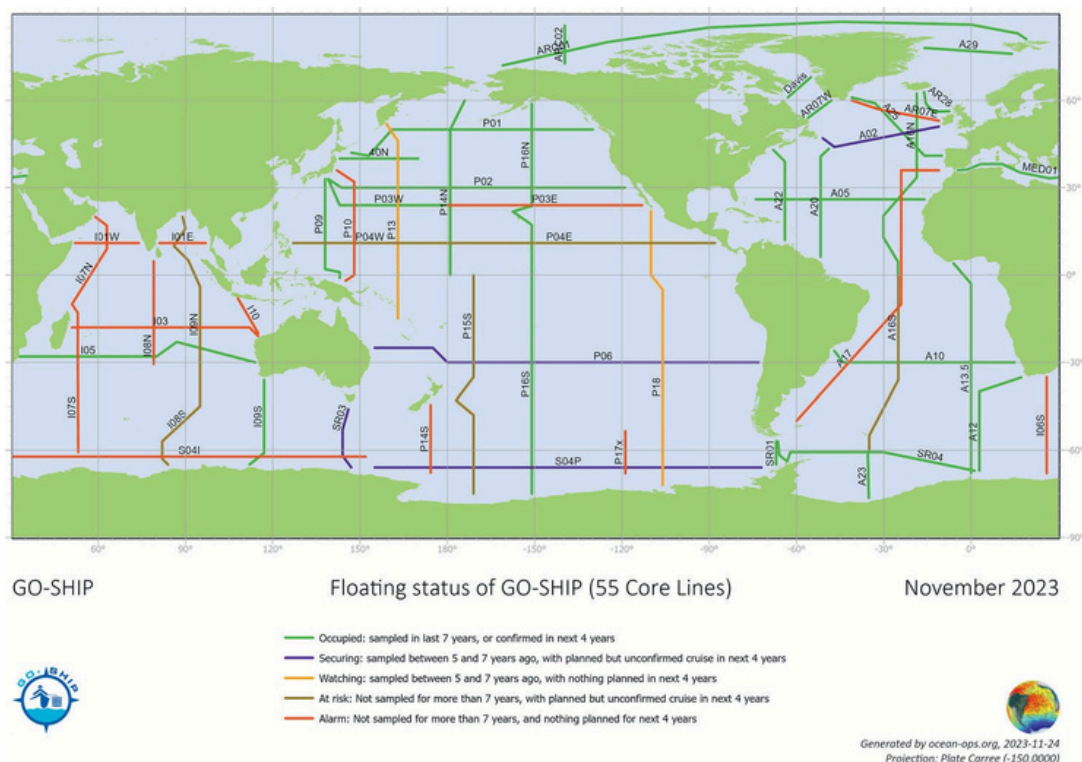 ARC01
ARC02
A29
Davis
AR07W
A25
AR28
AR07E
A02
A16N
MED01
P01
P16N
40N
P02
P03W
P03E
P09
P10
P13
P14N
P04W
P04E
A22
A20
A05
I01W
I01E
I07N
I09N
I10
I03
I08N
I05
I07S
I08S
I09S
SR03
S04I
P15S
P06
P16S
P18
P14S
P17x
S04P
A16S
A17
A10
A13.5
A12
I06S
SR01
SR04
A23
60°
30°
0°
-30°
-60°
-90°
60° 90° 120° 150° 180° -150° -120° -90° -60° -30° 0° 30°
GO-SHIP
Floating status of GO-SHIP (55 Core Lines)
November 2023
Occupied: sampled in last 7 years, or confirmed in next 4 years
Securing: sampled between 5 and 7 years ago, with planned but unconfirmed cruise in next 4 years
Watching: sampled between 5 and 7 years ago, with nothing planned in next 4 years
At risk: Not sampled for more than 7 years, with planned but unconfirmed cruise in next 4 years
Alarm: Not sampled for more than 7 years, and nothing planned for next 4 years
GO-SHIP
Generated by ocean-ops.org, 2023-11-24
Projection: Plate Carree (-150.0000)